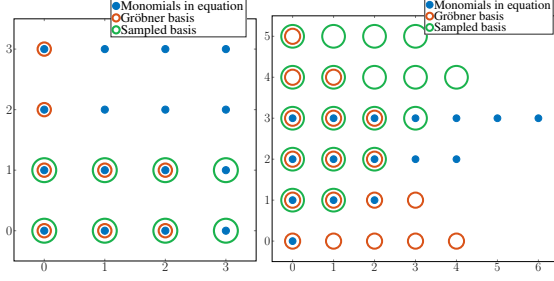 Monomials in equation
Gröbner basis
Sampled basis
3
2
1
0
0 1 2 3
Monomials in equation
Gröbner basis
Sampled basis
5
4
3
2
1
0
0 1 2 3 4 5 6